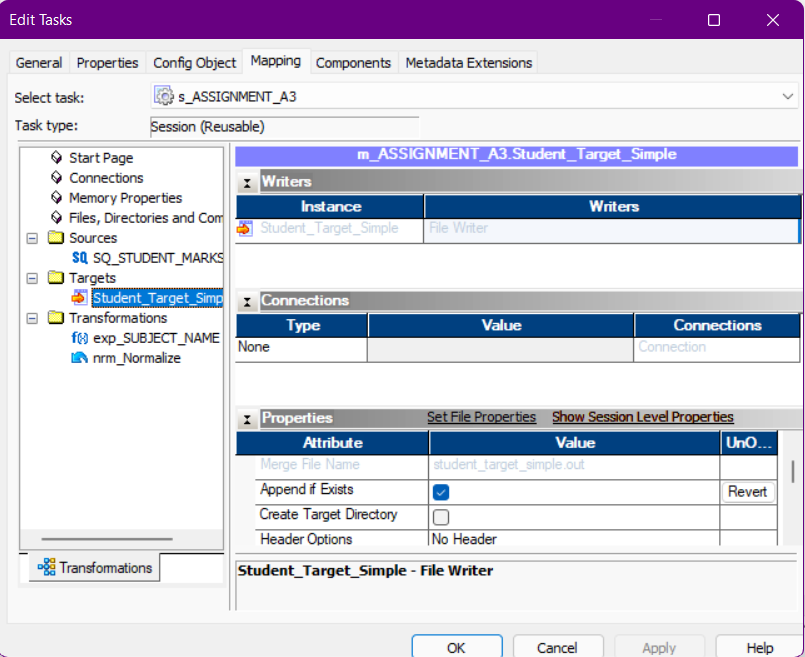 Edit Tasks
General Properties Config Object Mapping Components Metadata Extensions
Select task: s_ASSIGNMENT_A3
Task type: Session (Reusable)
Start Page
Connections
Memory Properties
Files, Directories and Com
Sources
SQ SQ_STUDENT_MARKS
Targets
Student_Target_Simp
Transformations
f(x) exp_SUBJECT_NAME
nrm_Normalize
Transformations
m_ASSIGNMENT_A3.Student_Target_Simple
Writers
Instance Writers
Student_Target_Simple File Writer
Connections
Type Value Connections
None Connection
Properties Set File Properties Show Session Level Properties
Attribute Value UnO...
Merge File Name student_target_simple.out
Append if Exists Revert
Create Target Directory
Header Options No Header
Student_Target_Simple - File Writer
OK Cancel Apply Help